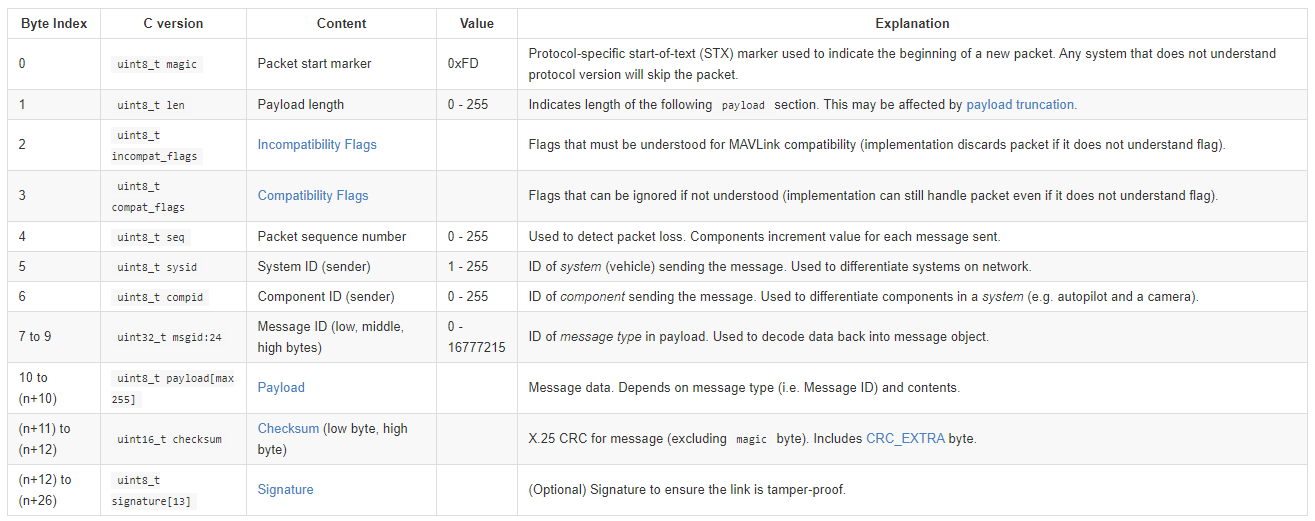 Byte Index C version Content Value Explanation
0 uint8_t magic Packet start marker 0xFD Protocol-specific start-of-text (STX) marker used to indicate the beginning of a new packet. Any system that does not understand
protocol version will skip the packet.
1 uint8_t len Payload length 0 - 255 Indicates length of the following payload section. This may be affected by payload truncation.
2 uint8_t
incompat_flags Incompatibility Flags Flags that must be understood for MAVLink compatibility (implementation discards packet if it does not understand flag).
3 uint8_t
compat_flags Compatibility Flags Flags that can be ignored if not understood (implementation can still handle packet even if it does not understand flag).
4 uint8_t seq Packet sequence number 0 - 255 Used to detect packet loss. Components increment value for each message sent.
5 uint8_t sysid System ID (sender) 1 - 255 ID of system (vehicle) sending the message. Used to differentiate systems on network.
6 uint8_t compid Component ID (sender) 0 - 255 ID of component sending the message. Used to differentiate components in a system (e.g. autopilot and a camera).
7 to 9 uint32_t msgid:24 Message ID (low, middle,
high bytes) 0 -
16777215 ID of message type in payload. Used to decode data back into message object.
10 to
(n+10) uint8_t payload[max
255] Payload Message data. Depends on message type (i.e. Message ID) and contents.
(n+11) to
(n+12) uint16_t checksum Checksum (low byte, high
byte) X.25 CRC for message (excluding magic byte). Includes CRC_EXTRA byte.
(n+12) to
(n+26) uint8_t
signature[13] Signature (Optional) Signature to ensure the link is tamper-proof.